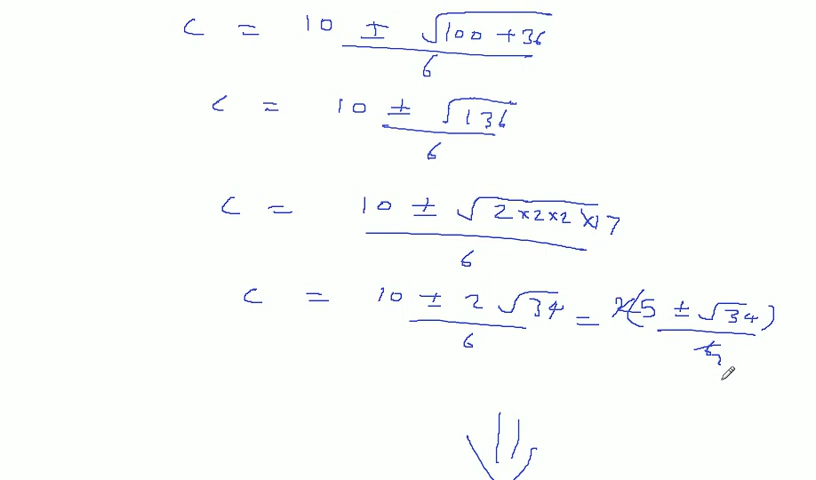 C = 10 ± √100 + 36
6
C = 10 ± √136
6
C = 10 ± √2×2×2×17
6
C = 10 ± 2√34 = 2(5 ± √34)
6